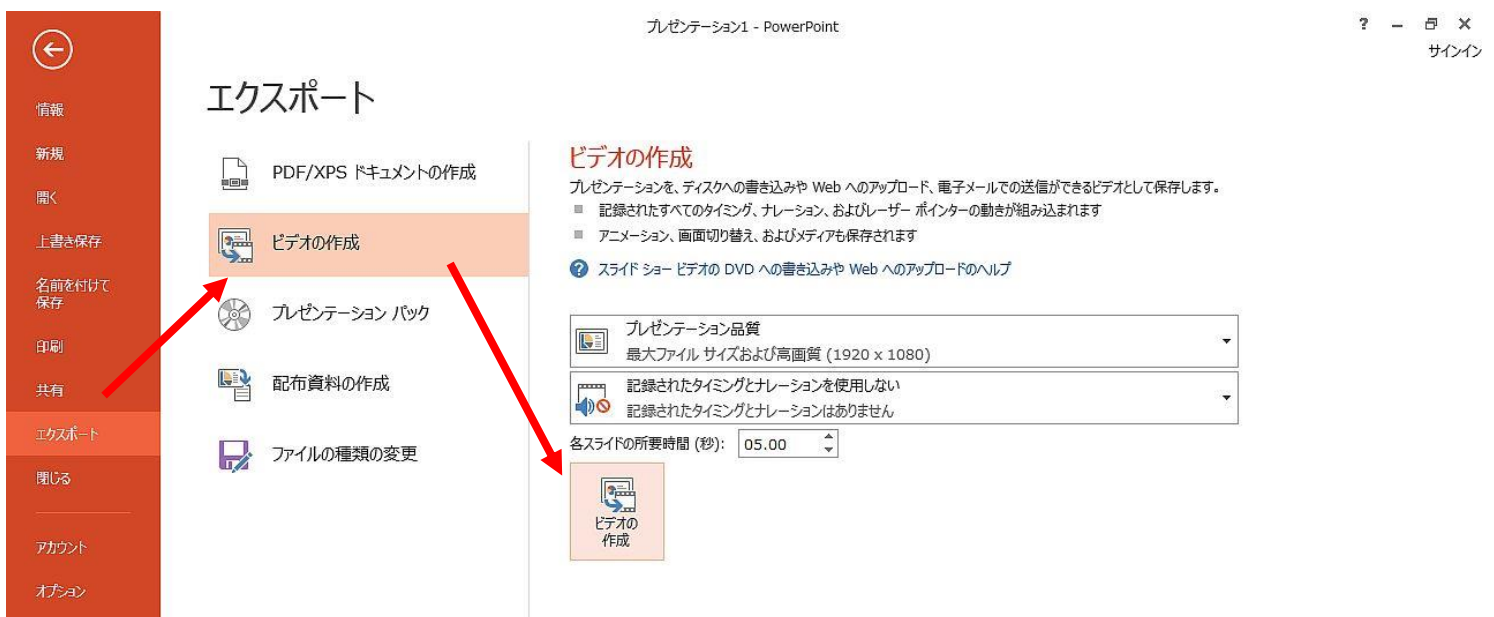 プレゼンテーション1 - PowerPoint
?
サインイン
情報
新規
開く
上書き保存
名前を付けて
保存
印刷
共有
エクスポート
閉じる
アカウント
オプション
エクスポート
PDF/XPS ドキュメントの作成
ビデオの作成
プレゼンテーション パック
配布資料の作成
ファイルの種類の変更
ビデオの作成
プレゼンテーションを、ディスクへの書き込みや Web へのアップロード、電子メールでの送信ができるビデオとして保存します。
記録されたすべてのタイミング、ナレーション、およびレーザー ポインターの動きが組み込まれます
アニメーション、画面切り替え、およびメディアも保存されます
スライド ショー ビデオの DVD への書き込みや Web へのアップロードのヘルプ
プレゼンテーション品質
最大ファイル サイズおよび高画質 (1920 x 1080)
記録されたタイミングとナレーションを使用しない
記録されたタイミングとナレーションはありません
各スライドの所要時間 (秒): 05.00
ビデオの
作成